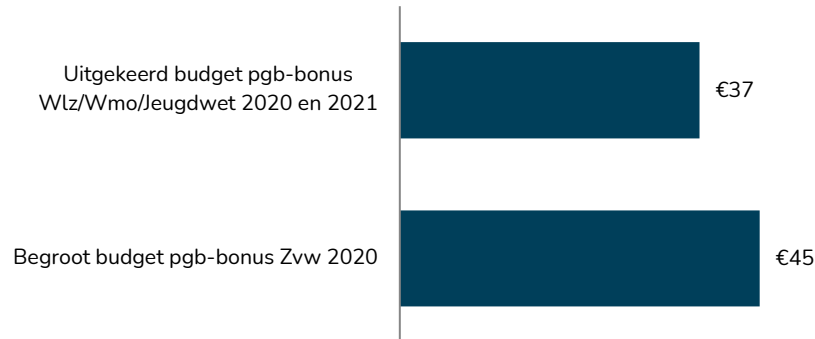 Uitgekeerd budget pgb-bonus
Wlz/Wmo/Jeugdwet 2020 en 2021
€37
Begroot budget pgb-bonus Zvw 2020
€45